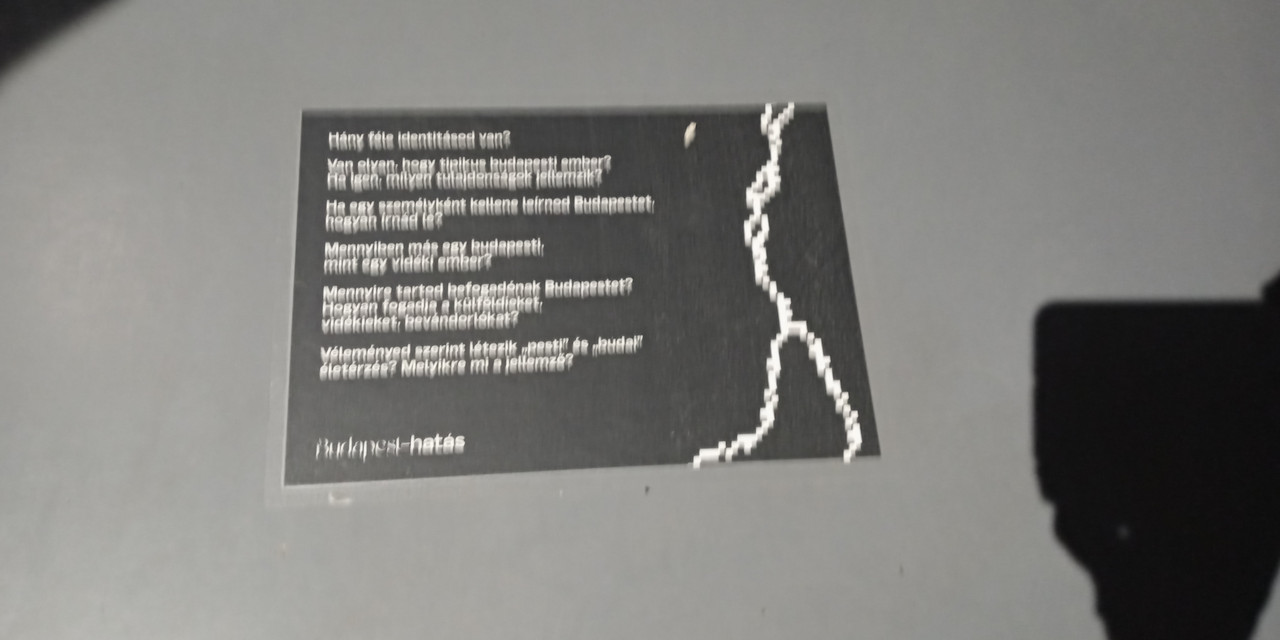 Hány féle identitásod van?
Van olyan, hogy tipikus budapesti ember?
Ha igen, milyen tulajdonságok jellemzik?
Ha egy személyként kellene leírnod Budapestet,
hogyan írnád le?
Mennyiben más egy budapesti,
mint egy vidéki ember?
Mennyire tartod befogadónak Budapestet?
Hogyan fogadja a külföldieket,
vidékieket, bevándorlókat?
Véleményed szerint létezik „pesti” és „budai”
életérzés? Melyikre mi a jellemző?
Budapest-hatás